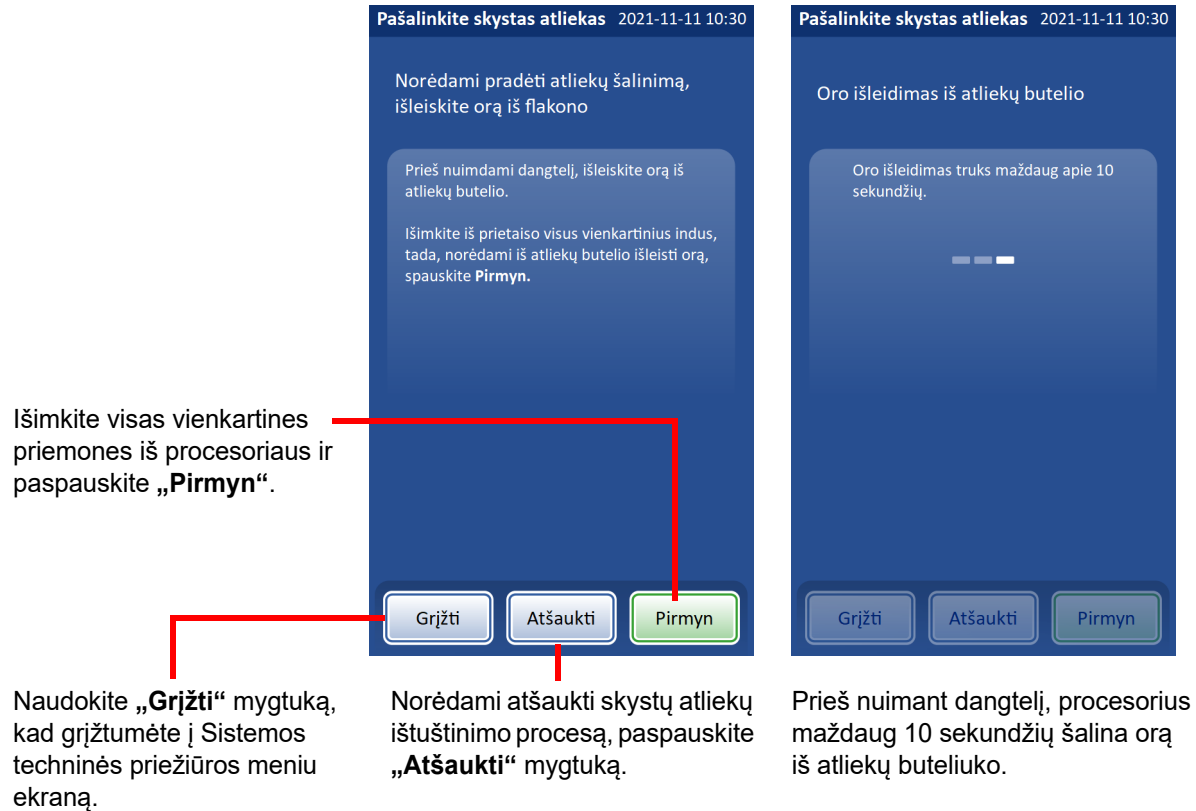 Pašalinkite skystas atliekas 2021-11-11 10:30
Norėdami pradėti atliekų šalinimą,
išleiskite orą iš flakono
Prieš nuimdami dangtelį, išleiskite orą iš
atliekų butelio.
Išimkite iš prietaiso visus vienkartinius indus,
tada, norėdami iš atliekų butelio išleisti orą,
spauskite Pirmyn.
Grįžti
Atšaukti
Pirmyn
Pašalinkite skystas atliekas 2021-11-11 10:30
Oro išleidimas iš atliekų butelio
Oro išleidimas truks maždaug apie 10
sekundžių.
Grįžti
Atšaukti
Pirmyn
Išimkite visas vienkartines
priemones iš procesoriaus ir
paspauskite „Pirmyn“.
Naudokite „Grįžti“ mygtuką,
kad grįžtumėte į Sistemos
techninės priežiūros meniu
ekraną.
Norėdami atšaukti skystų atliekų
ištuštinimo procesą, paspauskite
„Atšaukti“ mygtuką.
Prieš nuimant dangtelį, procesorius
maždaug 10 sekundžių šalina orą
iš atliekų buteliuko.